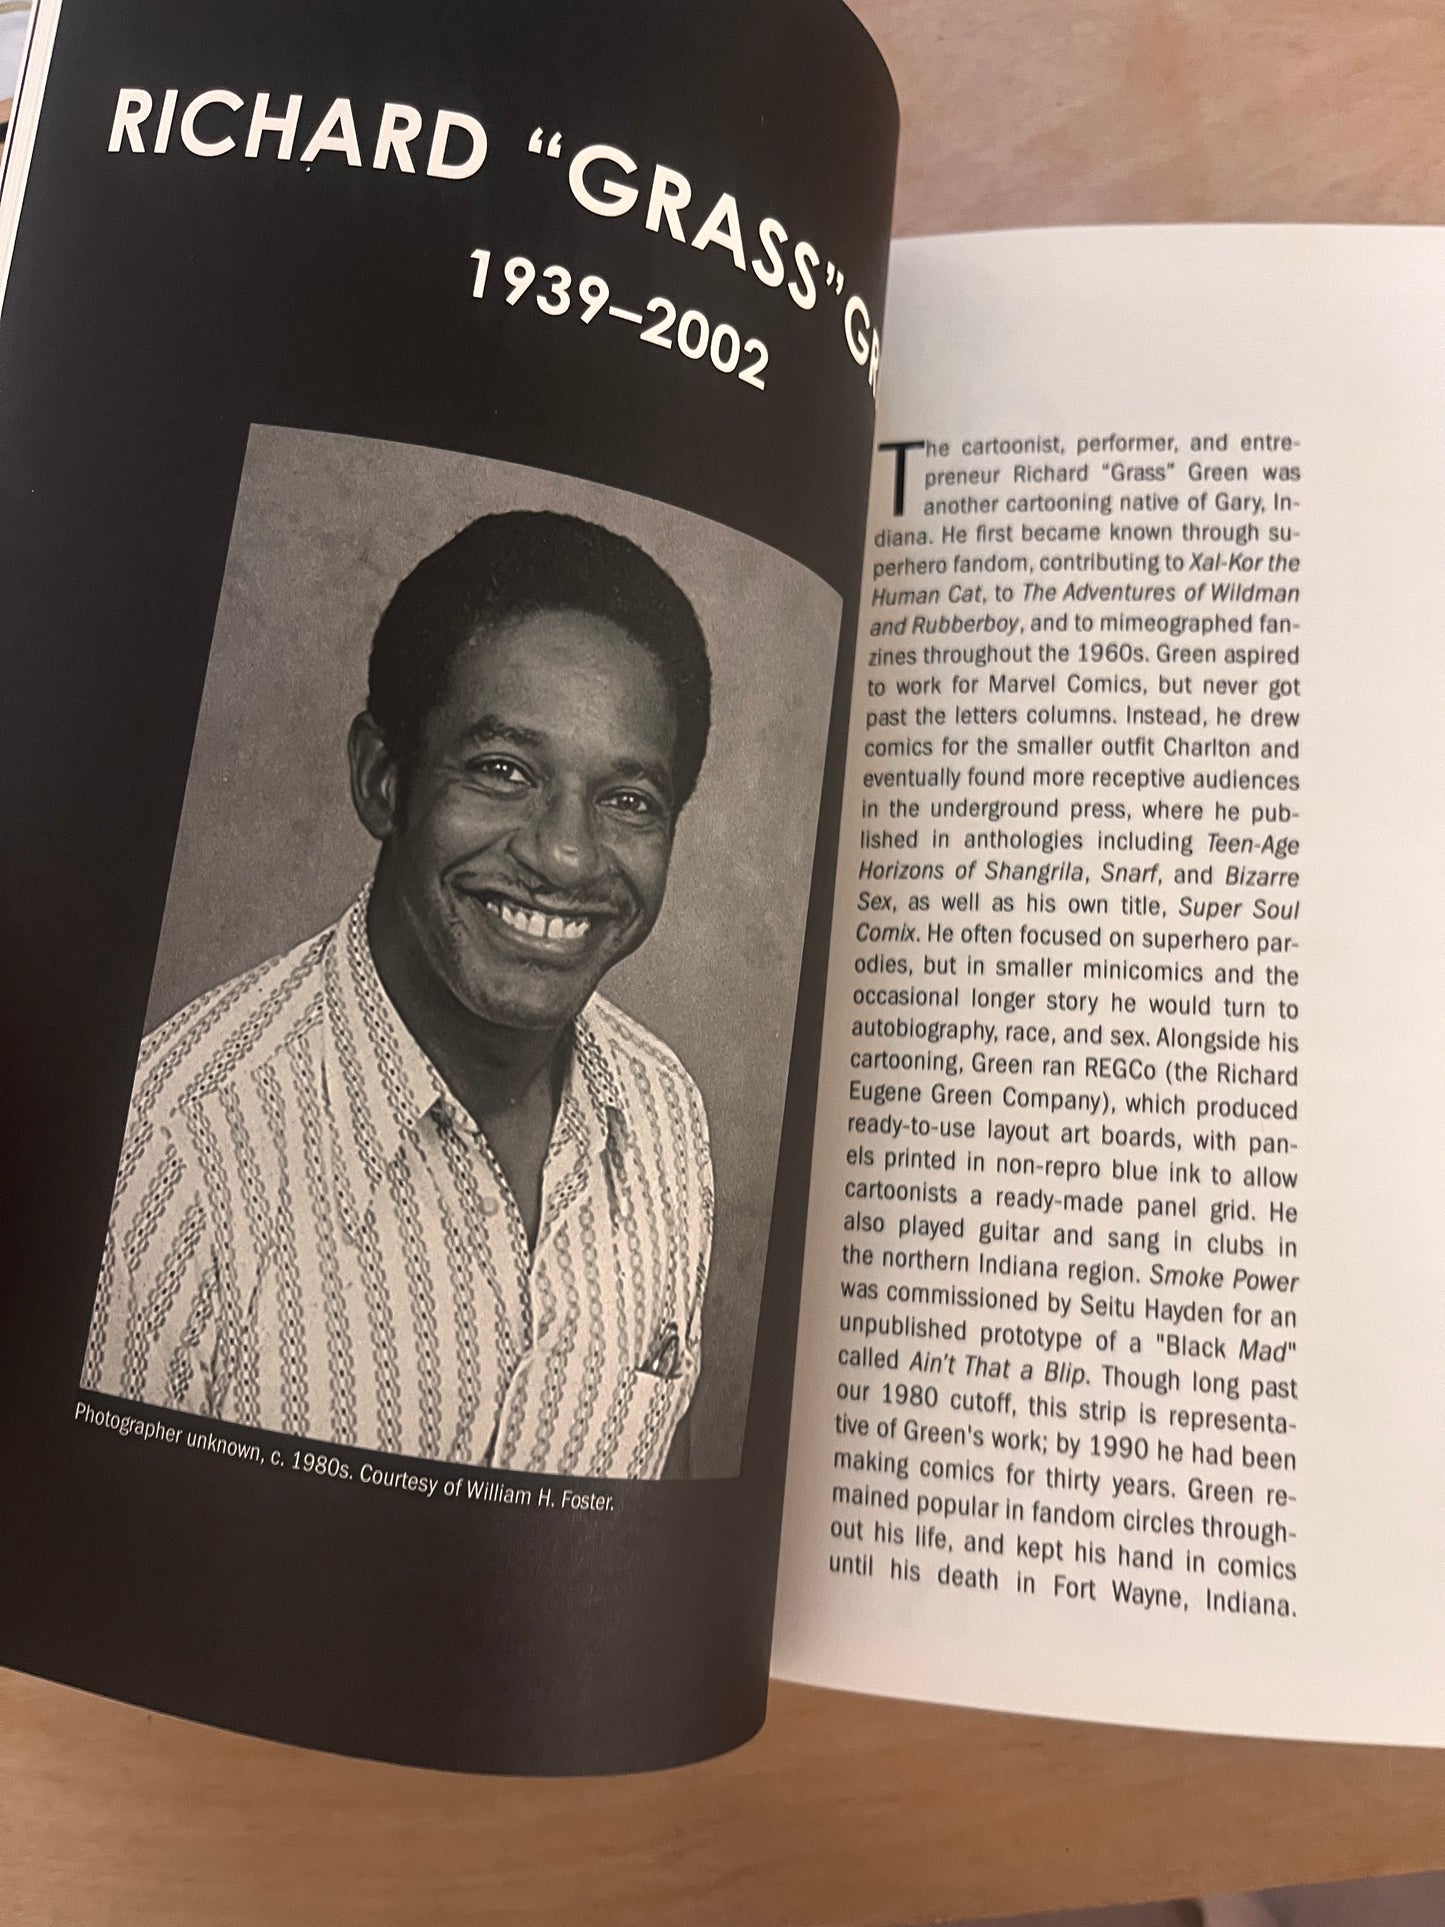 RICHARD “GRASS” GR
1939–2002
Photographer unknown, c. 1980s. Courtesy of William H. Foster.
The cartoonist, performer, and entre-
preneur Richard “Grass” Green was
another cartooning native of Gary, In-
diana. He first became known through su-
perhero fandom, contributing to Xal-Kor the
Human Cat, to The Adventures of Wildman
and Rubberboy, and to mimeographed fan-
zines throughout the 1960s. Green aspired
to work for Marvel Comics, but never got
past the letters columns. Instead, he drew
comics for the smaller outfit Charlton and
eventually found more receptive audiences
in the underground press, where he pub-
lished in anthologies including Teen-Age
Horizons of Shangrila, Snarf, and Bizarre
Sex, as well as his own title, Super Soul
Comix. He often focused on superhero par-
odies, but in smaller minicomics and the
occasional longer story he would turn to
autobiography, race, and sex. Alongside his
cartooning, Green ran REGCo (the Richard
Eugene Green Company), which produced
ready-to-use layout art boards, with pan-
els printed in non-repro blue ink to allow
cartoonists a ready-made panel grid. He
also played guitar and sang in clubs in
the northern Indiana region. Smoke Power
was commissioned by Seitu Hayden for an
unpublished prototype of a "Black Mad"
called Ain’t That a Blip. Though long past
our 1980 cutoff, this strip is representa-
tive of Green's work; by 1990 he had been
making comics for thirty years. Green re-
mained popular in fandom circles through-
out his life, and kept his hand in comics
until his death in Fort Wayne, Indiana.